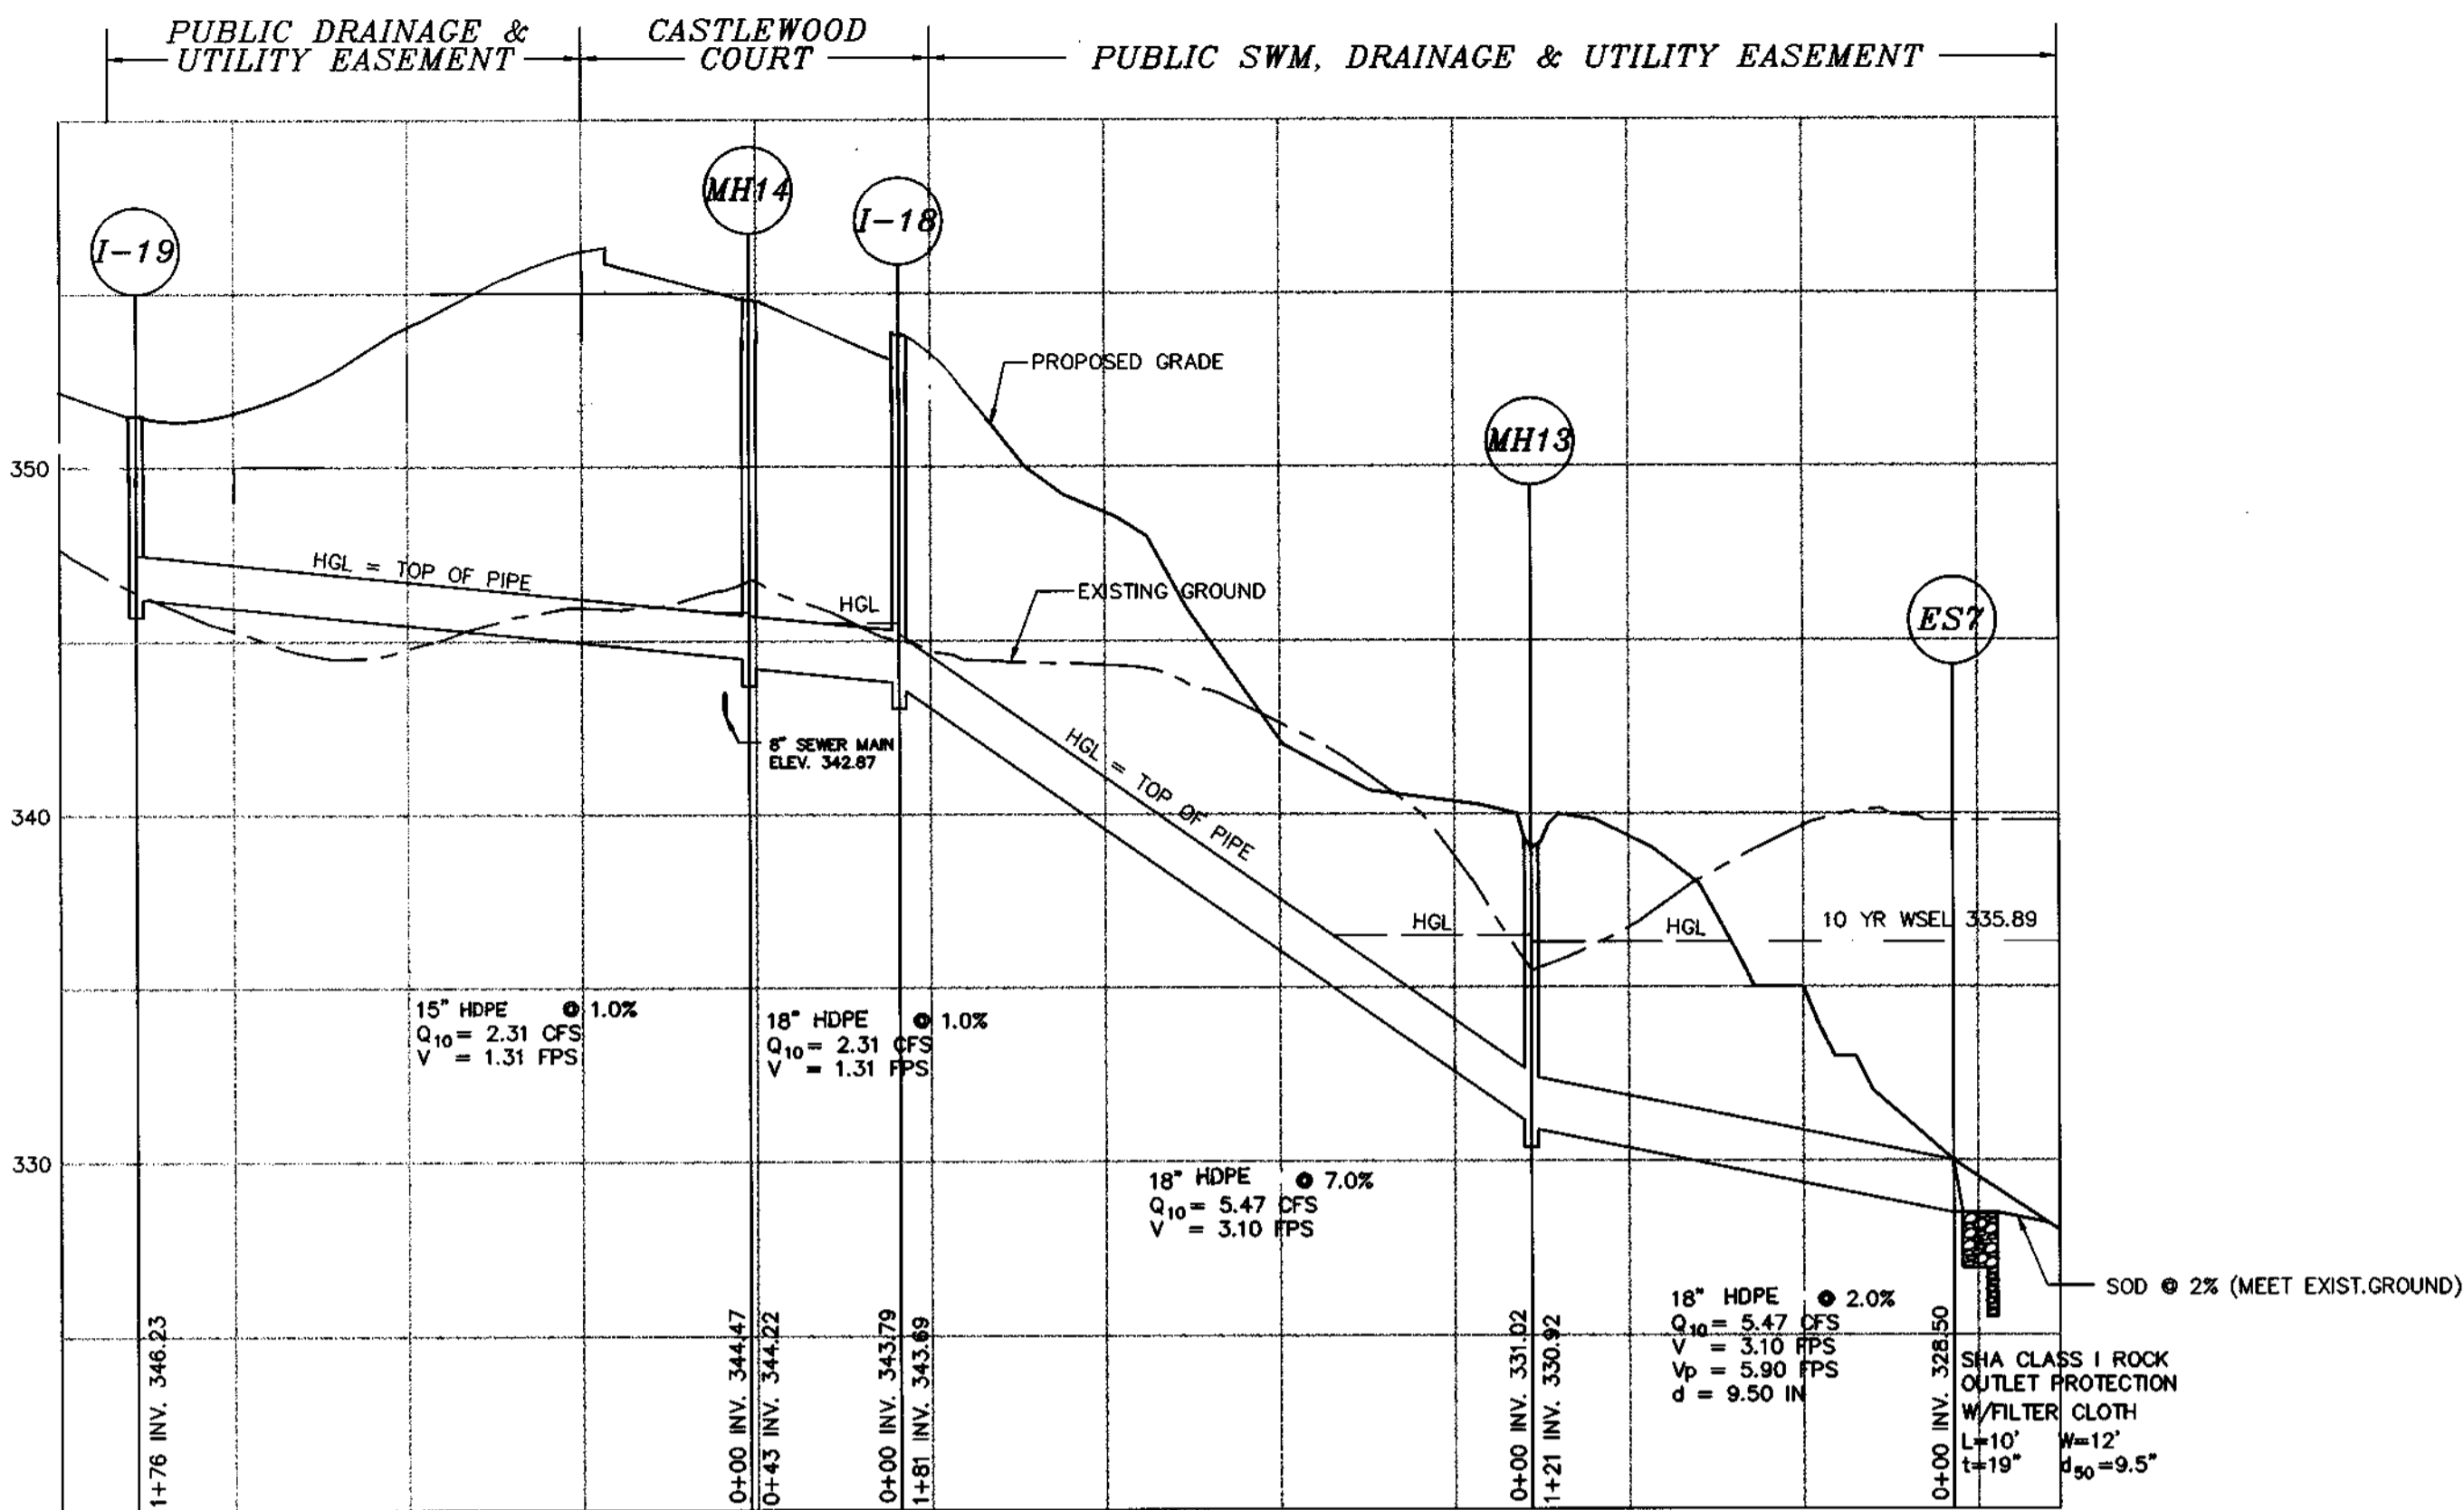 PUBLIC DRAINAGE &
UTILITY EASEMENT
CASTLEWOOD
COURT
PUBLIC SWM, DRAINAGE & UTILITY EASEMENT
I-19
MH14
I-18
MH13
ES7
PROPOSED GRADE
EXISTING GROUND
350
340
330
HGL = TOP OF PIPE
HGL
8" SEWER MAIN
ELEV. 342.87
HGL = TOP OF PIPE
HGL
HGL
10 YR WSEL 335.89
15" HDPE @ 1.0%
Q10 = 2.31 CFS
V = 1.31 FPS
18" HDPE @ 1.0%
Q10 = 2.31 CFS
V = 1.31 FPS
18" HDPE @ 7.0%
Q10 = 5.47 CFS
V = 3.10 FPS
18" HDPE @ 2.0%
Q10 = 5.47 CFS
V = 3.10 FPS
Vp = 5.90 FPS
d = 9.50 IN
SOD @ 2% (MEET EXIST.GROUND)
SHA CLASS I ROCK
OUTLET PROTECTION
W/FILTER CLOTH
L=10' W=12'
t=19" d50=9.5"
1+76 INV. 346.23
0+00 INV. 344.47
0+43 INV. 344.22
0+00 INV. 343.79
1+81 INV. 343.69
0+00 INV. 331.02
1+21 INV. 330.92
0+00 INV. 328.50